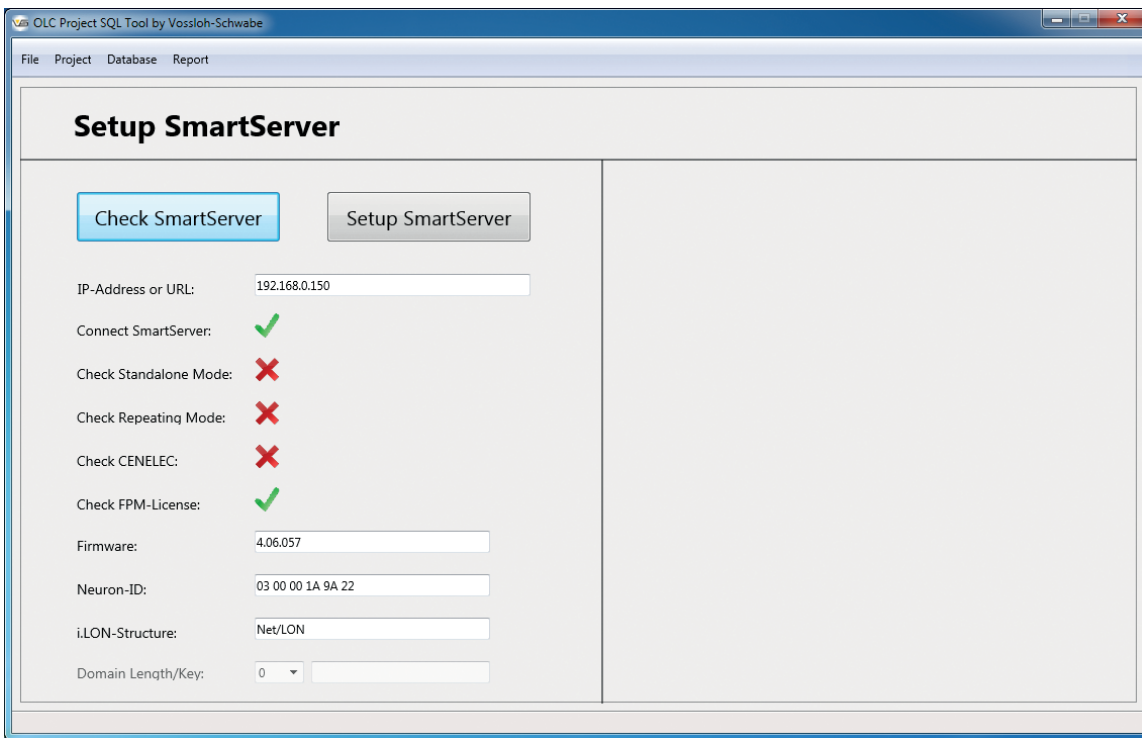 VS OLC Project SQL Tool by Vossloh-Schwabe
File Project Database Report
Setup SmartServer
Check SmartServer Setup SmartServer
IP-Address or URL: 192.168.0.150
Connect SmartServer:
Check Standalone Mode:
Check Repeating Mode:
Check CENELEC:
Check FPM-License:
Firmware: 4.06.057
Neuron-ID: 03 00 00 1A 9A 22
i.LON-Structure: Net/LON
Domain Length/Key: 0